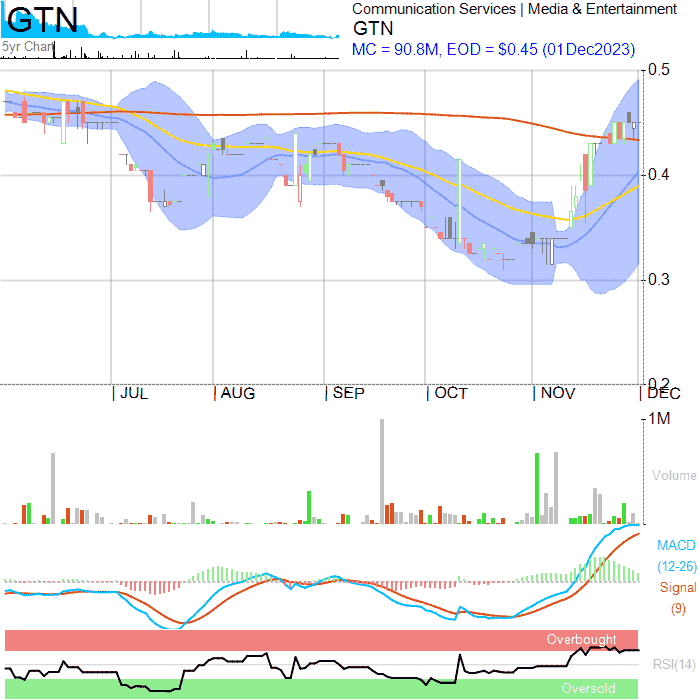 GTN
Communication Services | Media & Entertainment
GTN
MC = 90.8M, EOD = $0.45 (01Dec2023)
5yr Chart
0.5
0.4
0.3
0.2
| JUL | AUG | SEP | OCT | NOV | DEC
1M
Volume
MACD
(12-26)
Signal
(9)
Overbought
RSI(14)
Oversold